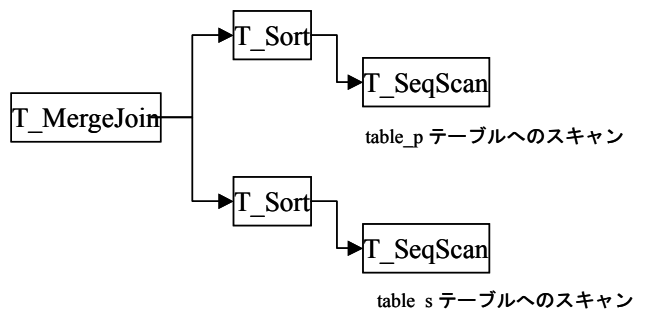 T_Sort
T_SeqScan
T_MergeJoin
table_p テーブルへのスキャン
T_Sort
T_SeqScan
table_s テーブルへのスキャン